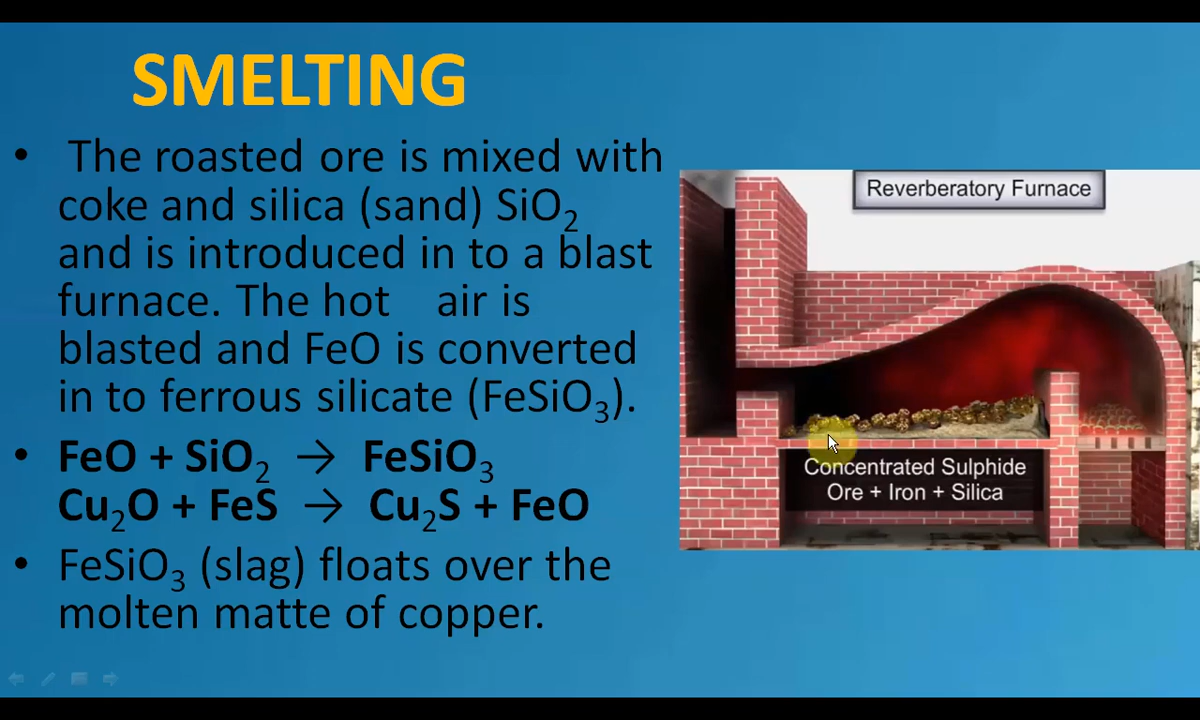 SMELTING
• The roasted ore is mixed with
coke and silica (sand) SiO₂
and is introduced in to a blast
furnace. The hot air is
blasted and FeO is converted
in to ferrous silicate (FeSiO₃).
• FeO + SiO₂ → FeSiO₃
Cu₂O + FeS → Cu₂S + FeO
• FeSiO₃ (slag) floats over the
molten matte of copper.
Reverberatory Furnace
Concentrated Sulphide
Ore + Iron + Silica